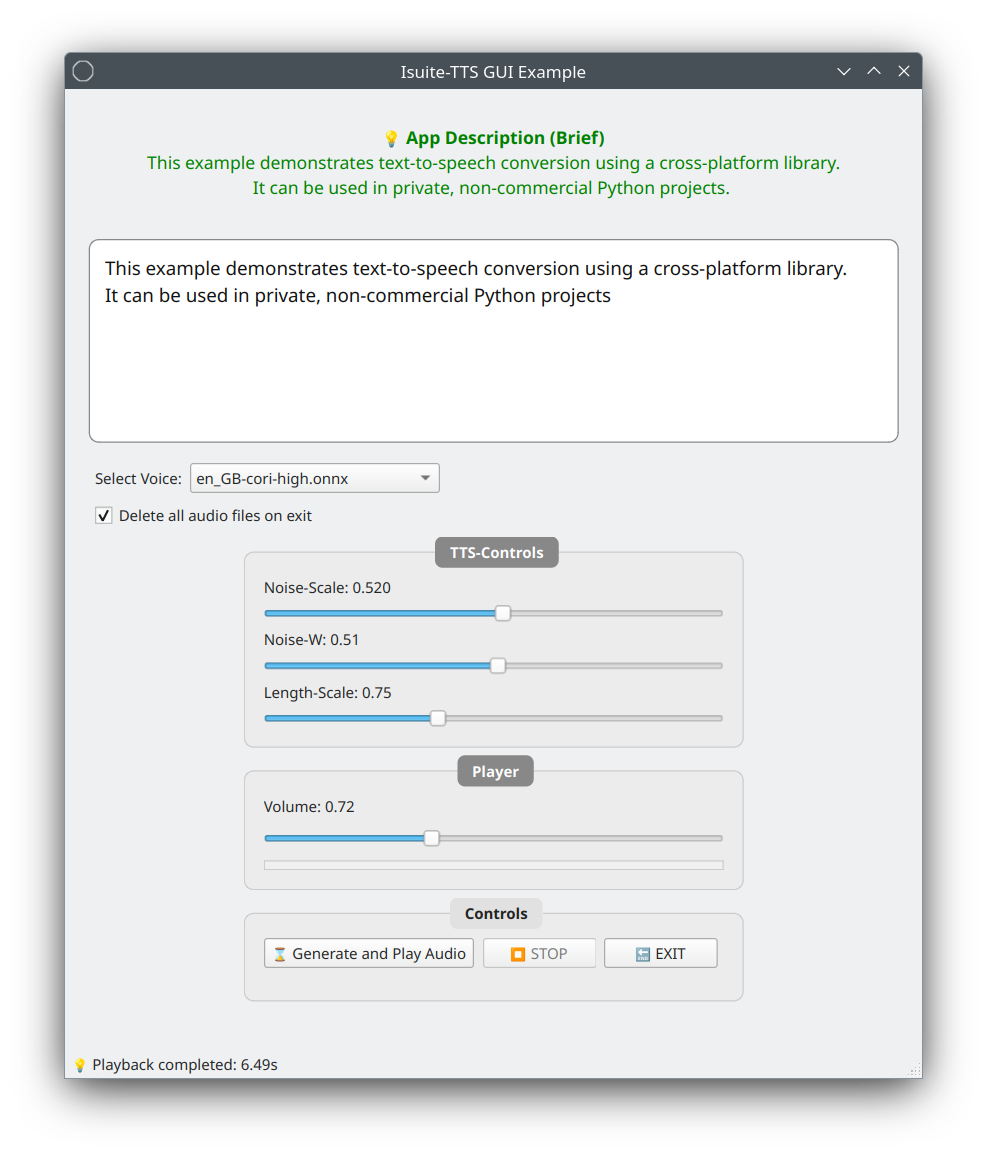 Isuite-TTS GUI Example
💡 App Description (Brief)
This example demonstrates text-to-speech conversion using a cross-platform library.
It can be used in private, non-commercial Python projects.
This example demonstrates text-to-speech conversion using a cross-platform library.
It can be used in private, non-commercial Python projects
Select Voice: en_GB-cori-high.onnx
Delete all audio files on exit
TTS-Controls
Noise-Scale: 0.520
Noise-W: 0.51
Length-Scale: 0.75
Player
Volume: 0.72
Controls
⌛ Generate and Play Audio ⏹️ STOP 🔚 EXIT
💡 Playback completed: 6.49s